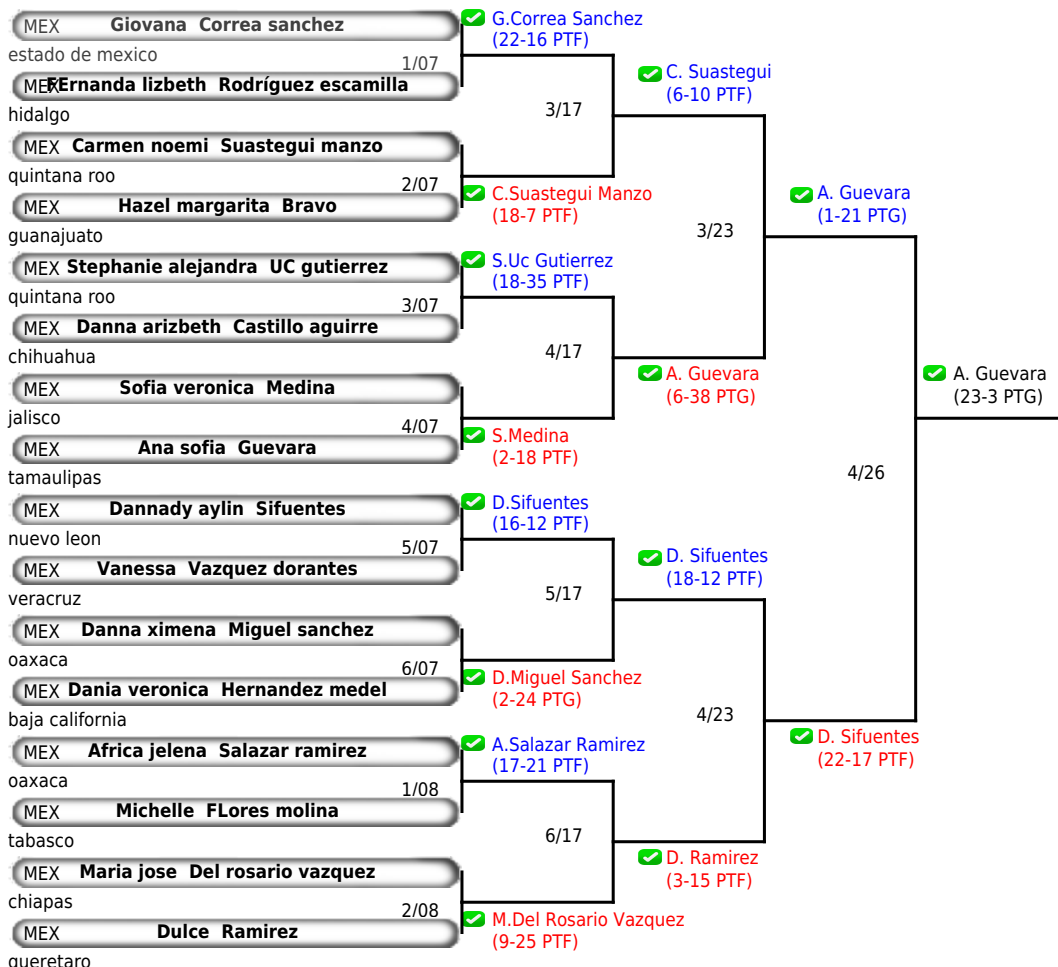 MEX Giovana Correa sanchez
estado de mexico
1/07
MEX FErnanda lizbeth Rodríguez escamilla
hidalgo
MEX Carmen noemi Suastegui manzo
quintana roo
2/07
MEX Hazel margarita Bravo
guanajuato
MEX Stephanie alejandra UC gutierrez
quintana roo
3/07
MEX Danna arizbeth Castillo aguirre
chihuahua
MEX Sofia veronica Medina
jalisco
4/07
MEX Ana sofia Guevara
tamaulipas
MEX Dannady aylin Sifuentes
nuevo leon
5/07
MEX Vanessa Vazquez dorantes
veracruz
MEX Danna ximena Miguel sanchez
oaxaca
6/07
MEX Dania veronica Hernandez medel
baja california
MEX Africa jelena Salazar ramirez
oaxaca
1/08
MEX Michelle FLores molina
tabasco
MEX Maria jose Del rosario vazquez
chiapas
2/08
MEX Dulce Ramirez
queretaro
G.Correa Sanchez
(22-16 PTF)
3/17
C.Suastegui Manzo
(18-7 PTF)
S.Uc Gutierrez
(18-35 PTF)
4/17
S.Medina
(2-18 PTF)
D.Sifuentes
(16-12 PTF)
5/17
D.Miguel Sanchez
(2-24 PTG)
A.Salazar Ramirez
(17-21 PTF)
6/17
M.Del Rosario Vazquez
(9-25 PTF)
C. Suastegui
(6-10 PTF)
3/23
A. Guevara
(6-38 PTG)
D. Sifuentes
(18-12 PTF)
4/23
D. Ramirez
(3-15 PTF)
A. Guevara
(1-21 PTG)
4/26
D. Sifuentes
(22-17 PTF)
A. Guevara
(23-3 PTG)